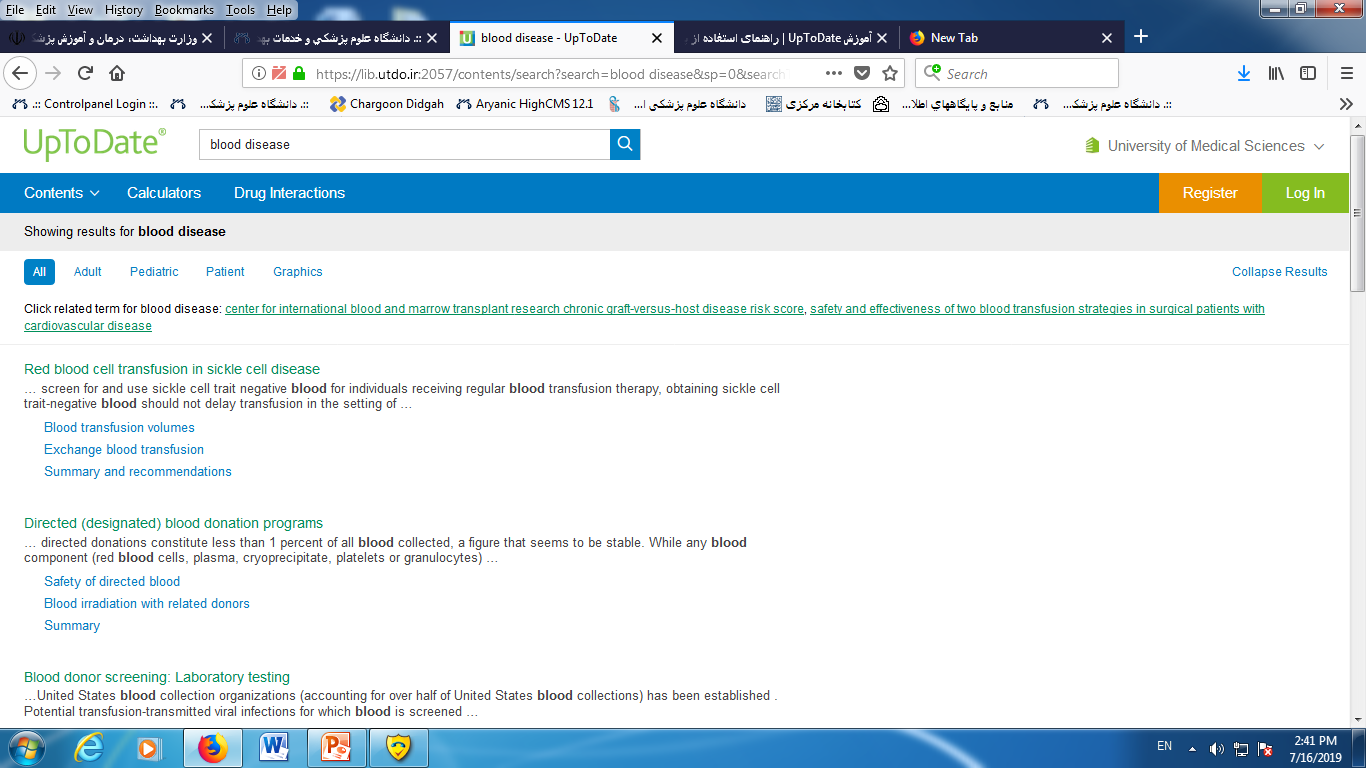 File Edit View History Bookmarks Tools Help
وزارت بهداشت، درمان و آموزش پزش
::. دانشگاه علوم پزشکي و خدمات بهد
blood disease - UpToDate
آموزش UpToDate | راهنمای استفاده از
New Tab
https://lib.utdo.ir:2057/contents/search?search=blood disease&sp=0&search
Search
.:: Controlpanel Login ::.
::. دانشگاه علوم پزشک...
Chargoon Didgah
Aryanic HighCMS 12.1
دانشگاه علوم پزشکي ا...
کتابخانه مرکزی
منابع و پايگاههای اطلا...
::. دانشگاه علوم پزشک...
UpToDate®
blood disease
University of Medical Sciences
Contents Calculators Drug Interactions Register Log In
Showing results for blood disease
All Adult Pediatric Patient Graphics Collapse Results
Click related term for blood disease: center for international blood and marrow transplant research chronic graft-versus-host disease risk score, safety and effectiveness of two blood transfusion strategies in surgical patients with
cardiovascular disease
Red blood cell transfusion in sickle cell disease
… screen for and use sickle cell trait negative blood for individuals receiving regular blood transfusion therapy, obtaining sickle cell
trait-negative blood should not delay transfusion in the setting of …
Blood transfusion volumes
Exchange blood transfusion
Summary and recommendations
Directed (designated) blood donation programs
… directed donations constitute less than 1 percent of all blood collected, a figure that seems to be stable. While any blood
component (red blood cells, plasma, cryoprecipitate, platelets or granulocytes) …
Safety of directed blood
Blood irradiation with related donors
Summary
Blood donor screening: Laboratory testing
…United States blood collection organizations (accounting for over half of United States blood collections) has been established .
Potential transfusion-transmitted viral infections for which blood is screened …
EN
2:41 PM
7/16/2019